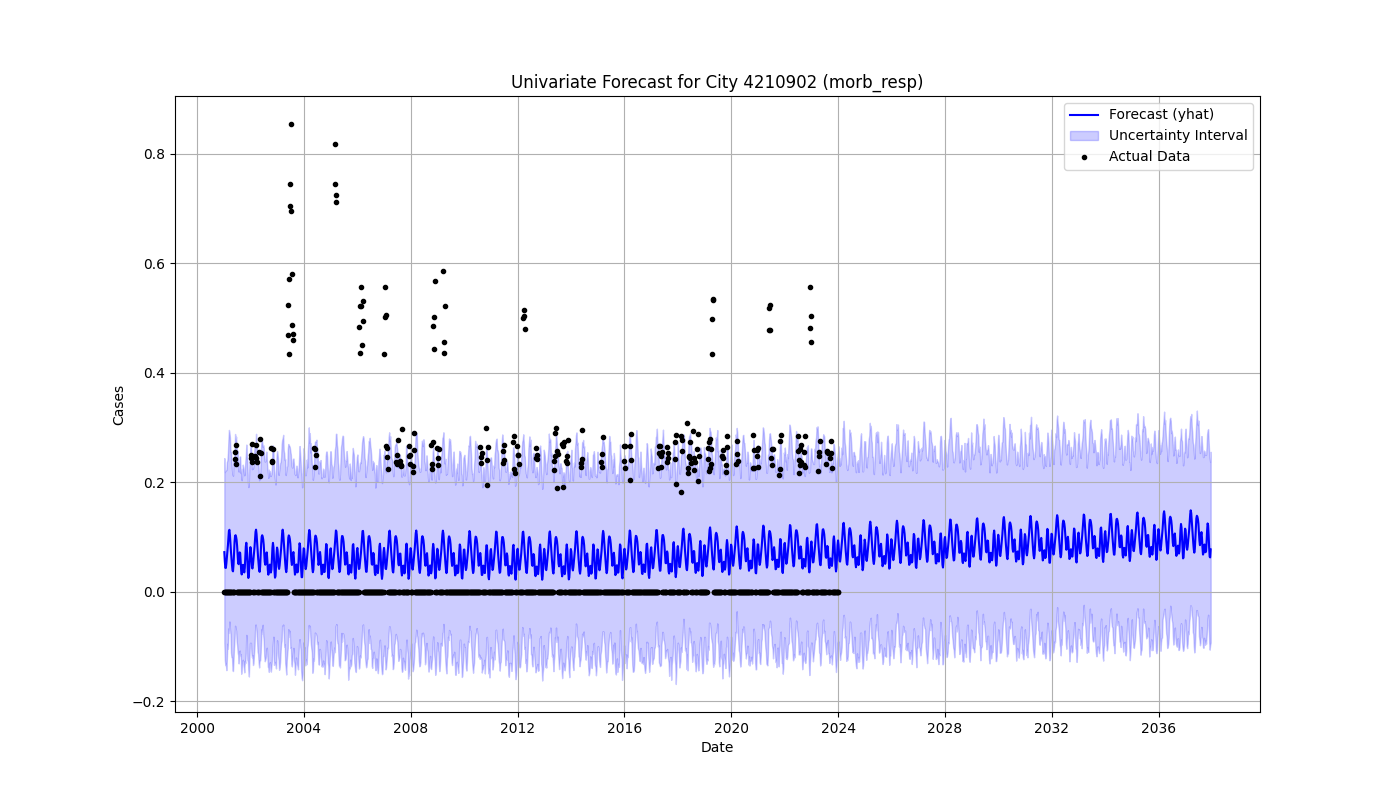 Univariate Forecast for City 4210902 (morb_resp)
Forecast (yhat)
Uncertainty Interval
Actual Data
Cases
0.8
0.6
0.4
0.2
0.0
−0.2
2000 2004 2008 2012 2016 2020 2024 2028 2032 2036
Date